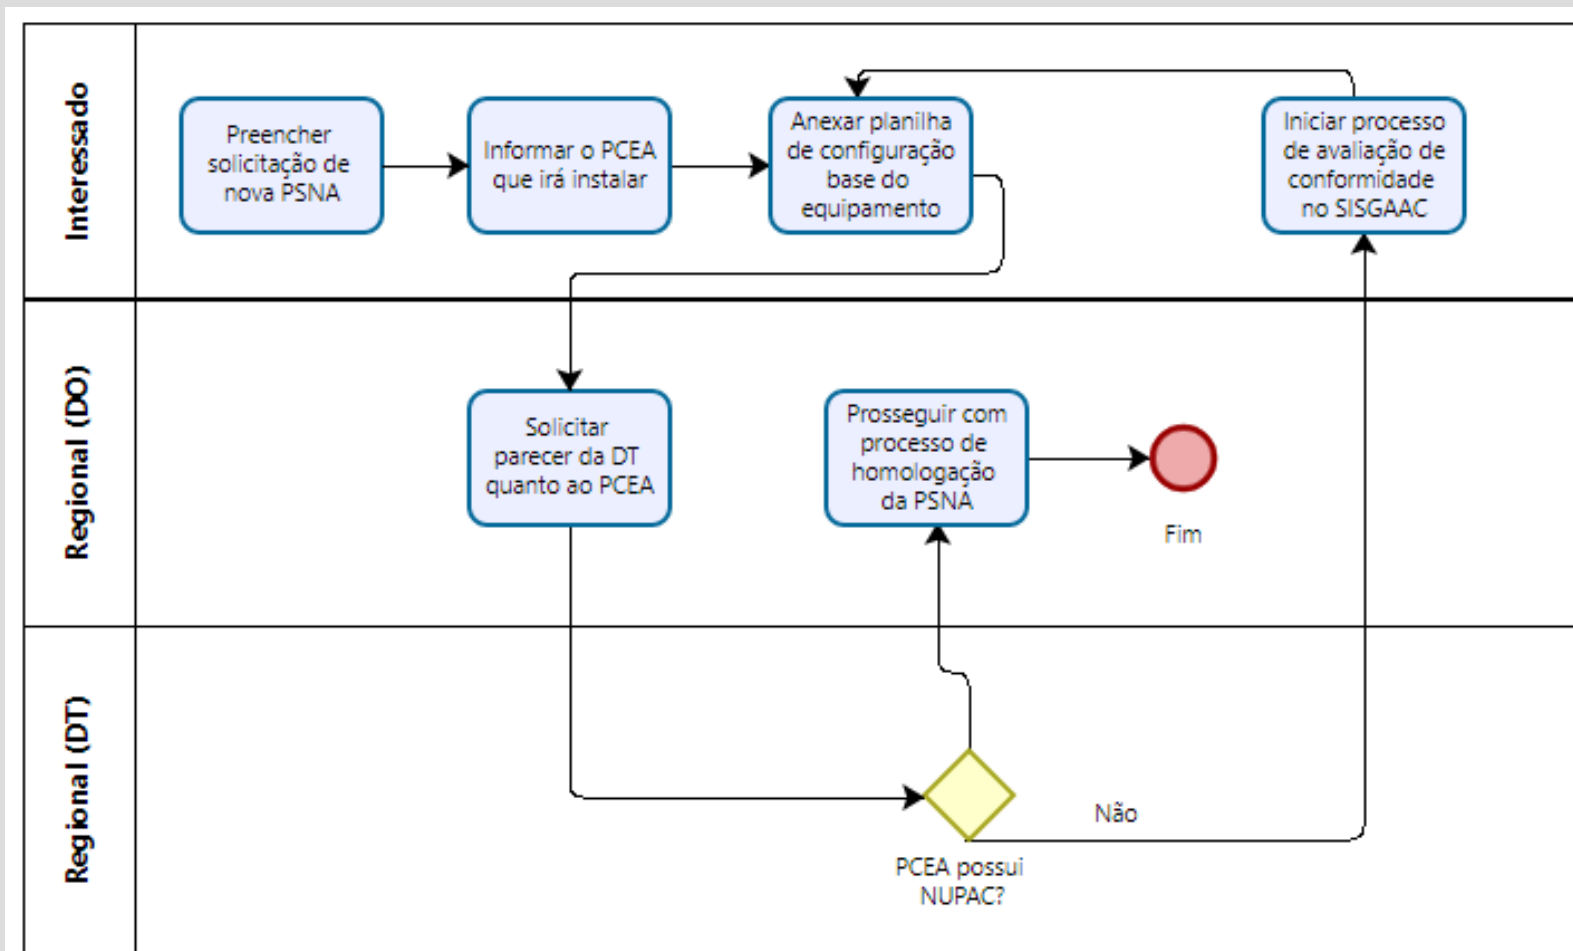 Interessado
Preencher
solicitação de
nova PSNA
Informar o PCEA
que irá instalar
Anexar planilha
de configuração
base do
equipamento
Iniciar processo
de avaliação de
conformidade
no SISGAAC
Regional (DO)
Solicitar
parecer da DT
quanto ao PCEA
Prosseguir com
processo de
homologação
da PSNA
Fim
Regional (DT)
Não
PCEA possui
NUPAC?